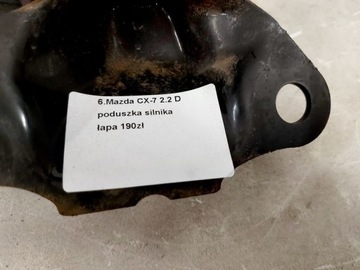 6.Mazda CX-7 2.2 D
poduszka silnika
łapa 190zł